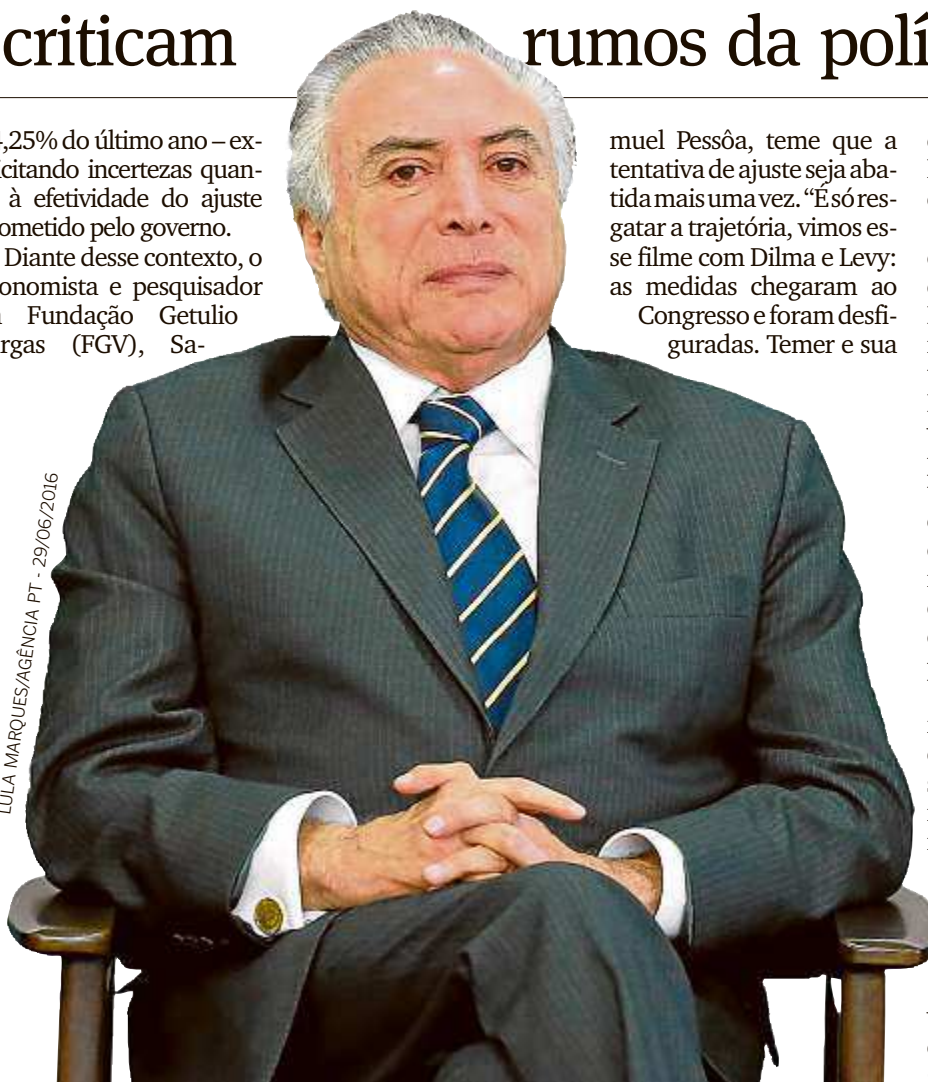 criticam rumos da polí
4,25% do último ano – ex-
citando incertezas quan-
à efetividade do ajuste
ometido pelo governo.
Diante desse contexto, o
onomista e pesquisador
Fundação Getulio
rgas (FGV), Sa-
muel Pessôa, teme que a
tentativa de ajuste seja aba-
tida mais uma vez. “É só res-
gatar a trajetória, vimos es-
se filme com Dilma e Levy:
as medidas chegaram ao
Congresso e foram desfi-
guradas. Temer e sua
LULA MARQUES/AGÊNCIA PT - 29/06/2016